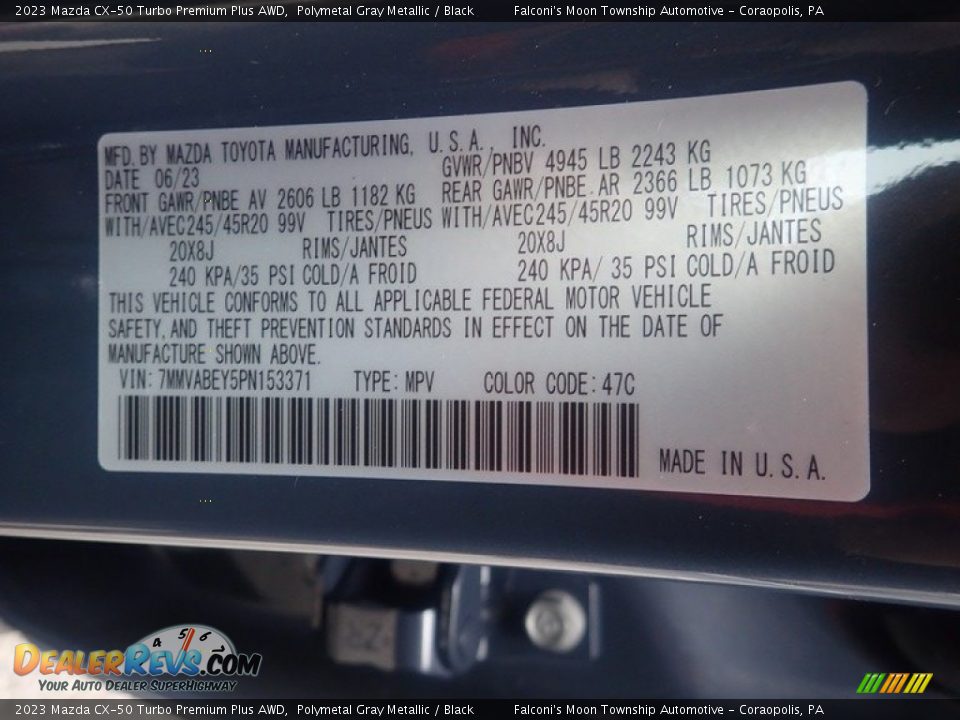 2023 Mazda CX-50 Turbo Premium Plus AWD, Polymetal Gray Metallic / Black Falconi's Moon Township Automotive - Coraopolis, PA
MFD. BY MAZDA TOYOTA MANUFACTURING, U.S.A., INC.
DATE 06/23 GVWR/PNBV 4945 LB 2243 KG
FRONT GAWR/PNBE AV 2606 LB 1182 KG REAR GAWR/PNBE AR 2366 LB 1073 KG
WITH/AVEC245/45R20 99V TIRES/PNEUS WITH/AVEC245/45R20 99V TIRES/PNEUS
20X8J RIMS/JANTES 20X8J RIMS/JANTES
240 KPA/35 PSI COLD/A FROID 240 KPA/ 35 PSI COLD/A FROID
THIS VEHICLE CONFORMS TO ALL APPLICABLE FEDERAL MOTOR VEHICLE
SAFETY, AND THEFT PREVENTION STANDARDS IN EFFECT ON THE DATE OF
MANUFACTURE SHOWN ABOVE.
VIN: 7MMVABEY5PN153371 TYPE: MPV COLOR CODE: 47C
MADE IN U.S.A.
4 5 6
DEALERREVS.COM
YOUR AUTO DEALER SUPERHIGHWAY
2023 Mazda CX-50 Turbo Premium Plus AWD, Polymetal Gray Metallic / Black Falconi's Moon Township Automotive - Coraopolis, PA